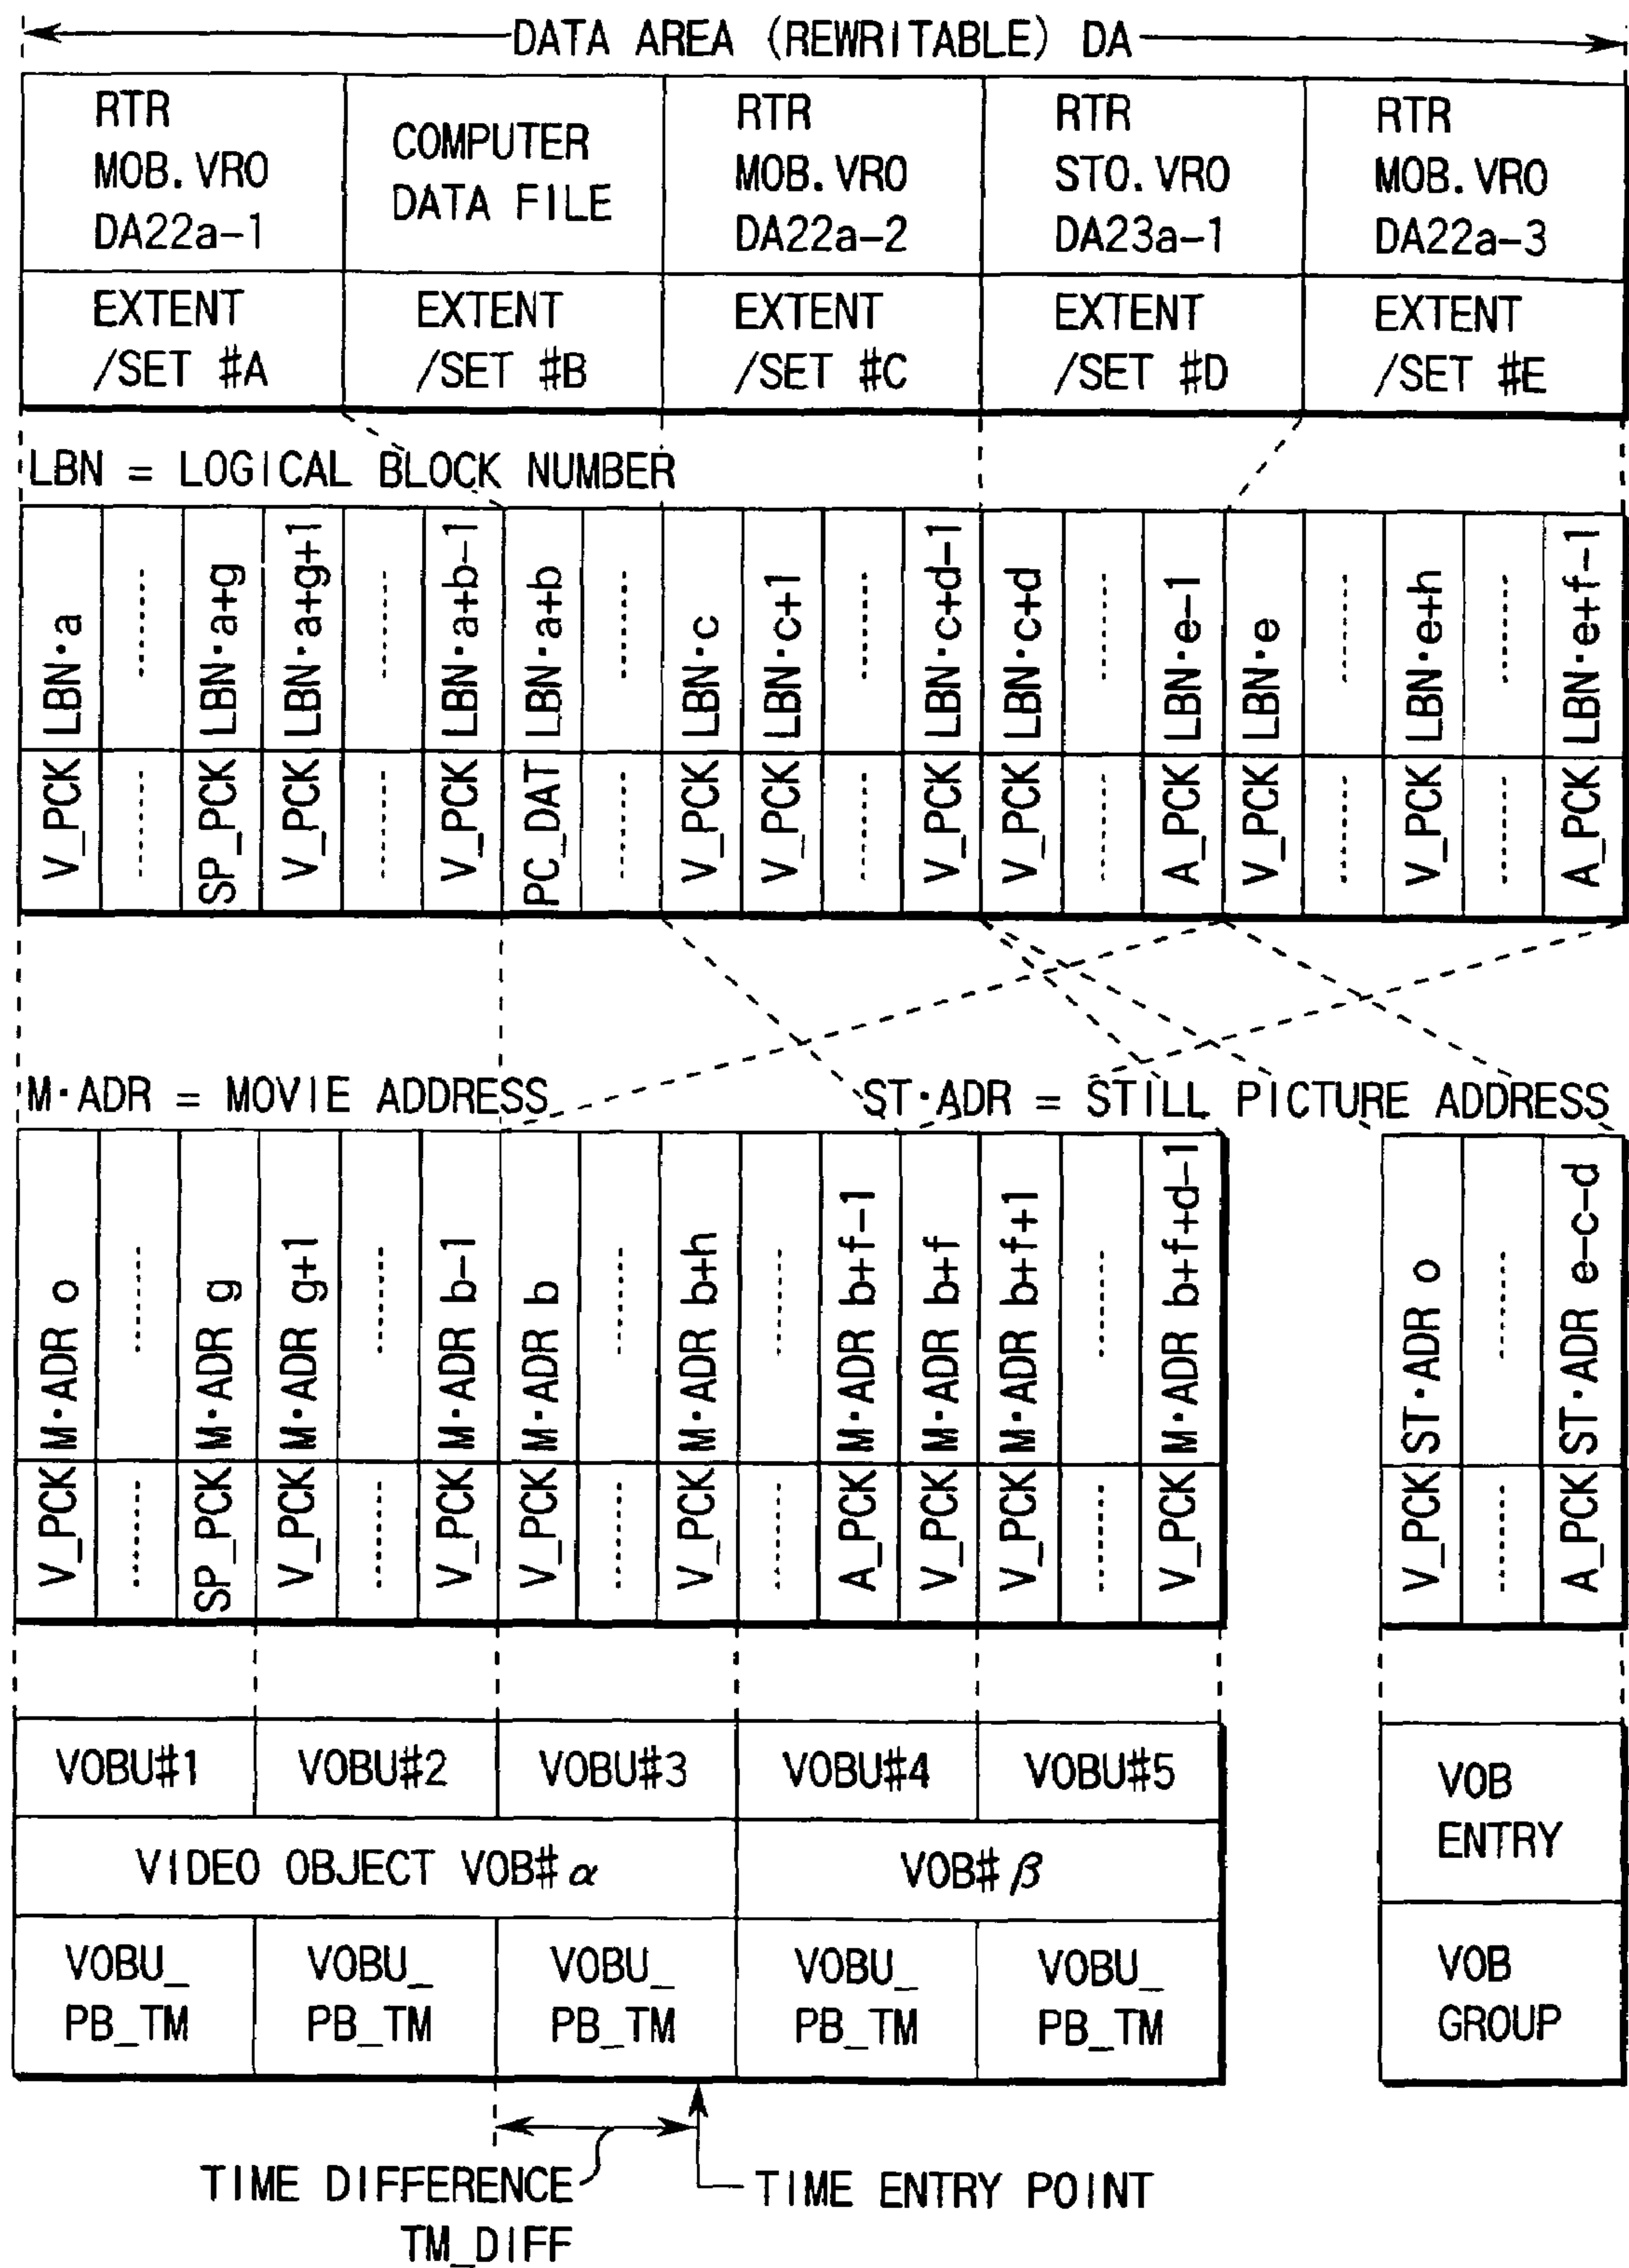 DATA AREA (REWRITABLE) DA
RTR
MOB.VRO
DA22a-1
COMPUTER
DATA FILE
RTR
MOB.VRO
DA22a-2
RTR
STO.VRO
DA23a-1
RTR
MOB.VRO
DA22a-3
EXTENT
/SET #A
EXTENT
/SET #B
EXTENT
/SET #C
EXTENT
/SET #D
EXTENT
/SET #E
LBN = LOGICAL BLOCK NUMBER
LBN·a
LBN·a+g
LBN·a+g+1
LBN·a+b-1
LBN·a+b
LBN·c
LBN·c+1
LBN·c+d-1
LBN·c+d
LBN·e-1
LBN·e
LBN·e+h
LBN·e+f-1
V_PCK
SP_PCK
V_PCK
V_PCK
PC_DAT
V_PCK
V_PCK
V_PCK
V_PCK
A_PCK
V_PCK
V_PCK
A_PCK
M·ADR = MOVIE ADDRESS
ST·ADR = STILL PICTURE ADDRESS
M·ADR o
M·ADR g
M·ADR g+1
M·ADR b-1
M·ADR b
M·ADR b+h
M·ADR b+f-1
M·ADR b+f
M·ADR b+f+1
M·ADR b+f+d-1
ST·ADR o
ST·ADR e-c-d
V_PCK
SP_PCK
V_PCK
V_PCK
V_PCK
V_PCK
A_PCK
V_PCK
V_PCK
V_PCK
V_PCK
A_PCK
VOBU#1
VOBU#2
VOBU#3
VOBU#4
VOBU#5
VOB
ENTRY
VIDEO OBJECT VOB#α
VOB#β
VOBU_
PB_TM
VOBU_
PB_TM
VOBU_
PB_TM
VOBU_
PB_TM
VOBU_
PB_TM
VOB
GROUP
TIME DIFFERENCE
TM_DIFF
TIME ENTRY POINT